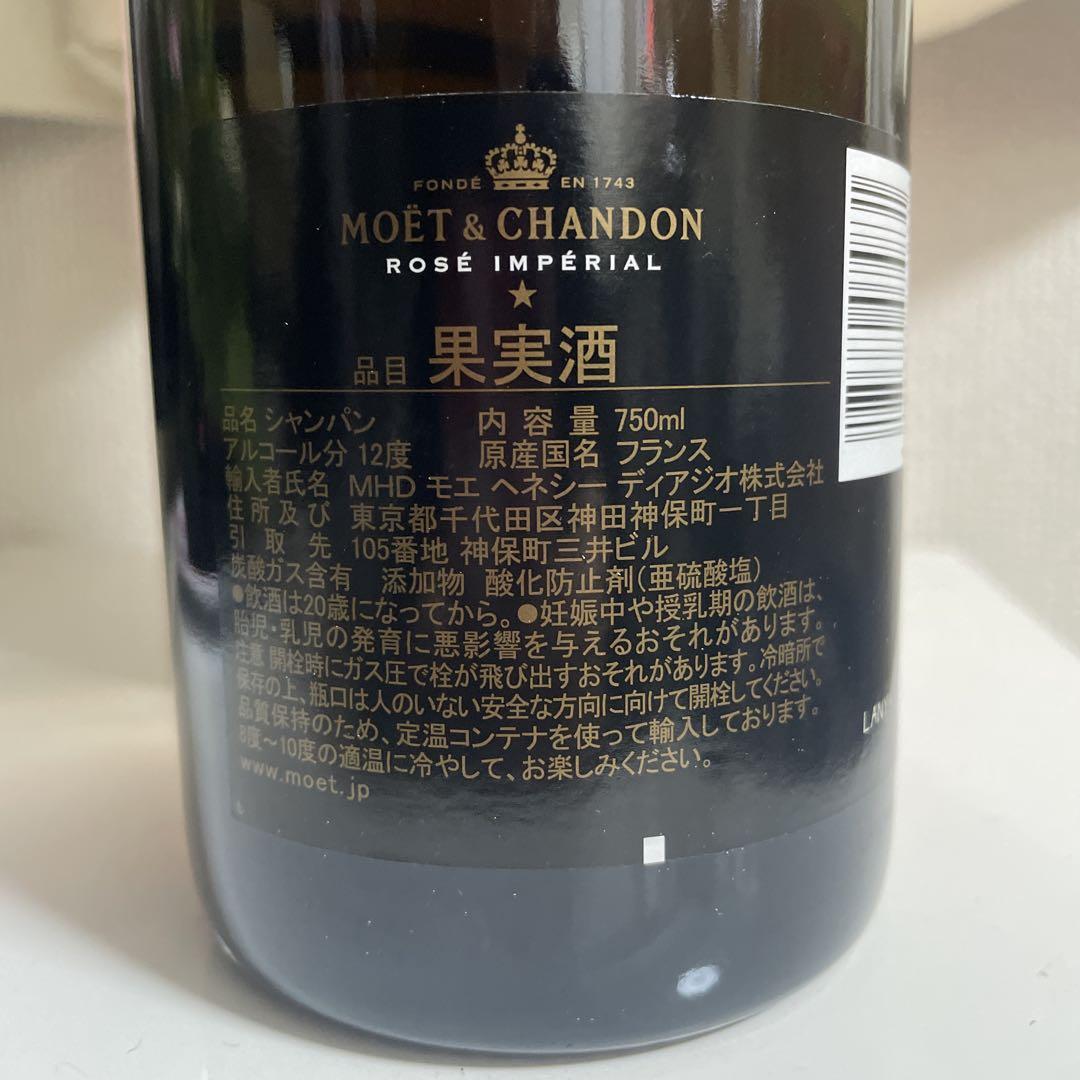 FONDÉ EN 1743
MOËT & CHANDON
ROSÉ IMPÉRIAL
品目 果実酒
品名 シャンパン 内容量 750ml
アルコール分 12度 原産国名 フランス
輸入者氏名 MHD モエ ヘネシー ディアジオ株式会社
住所及び 東京都千代田区神田神保町一丁目
引取先 105番地 神保町三井ビル
炭酸ガス含有 添加物 酸化防止剤(亜硫酸塩)
●飲酒は20歳になってから。●妊娠中や授乳期の飲酒は、
胎児・乳児の発育に悪影響を与えるおそれがあります。
注意 開栓時にガス圧で栓が飛び出すおそれがあります。冷暗所で
保存の上、瓶口は人のいない安全な方向に向けて開栓してください。
品質保持のため、定温コンテナを使って輸入しております。
8度〜10度の適温に冷やして、お楽しみください。
www.moet.jp